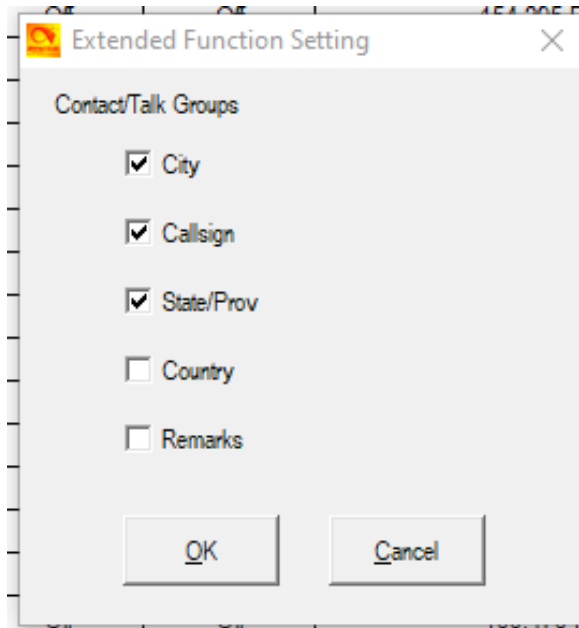 Extended Function Setting
Contact/Talk Groups
City
Callsign
State/Prov
Country
Remarks
OK
Cancel